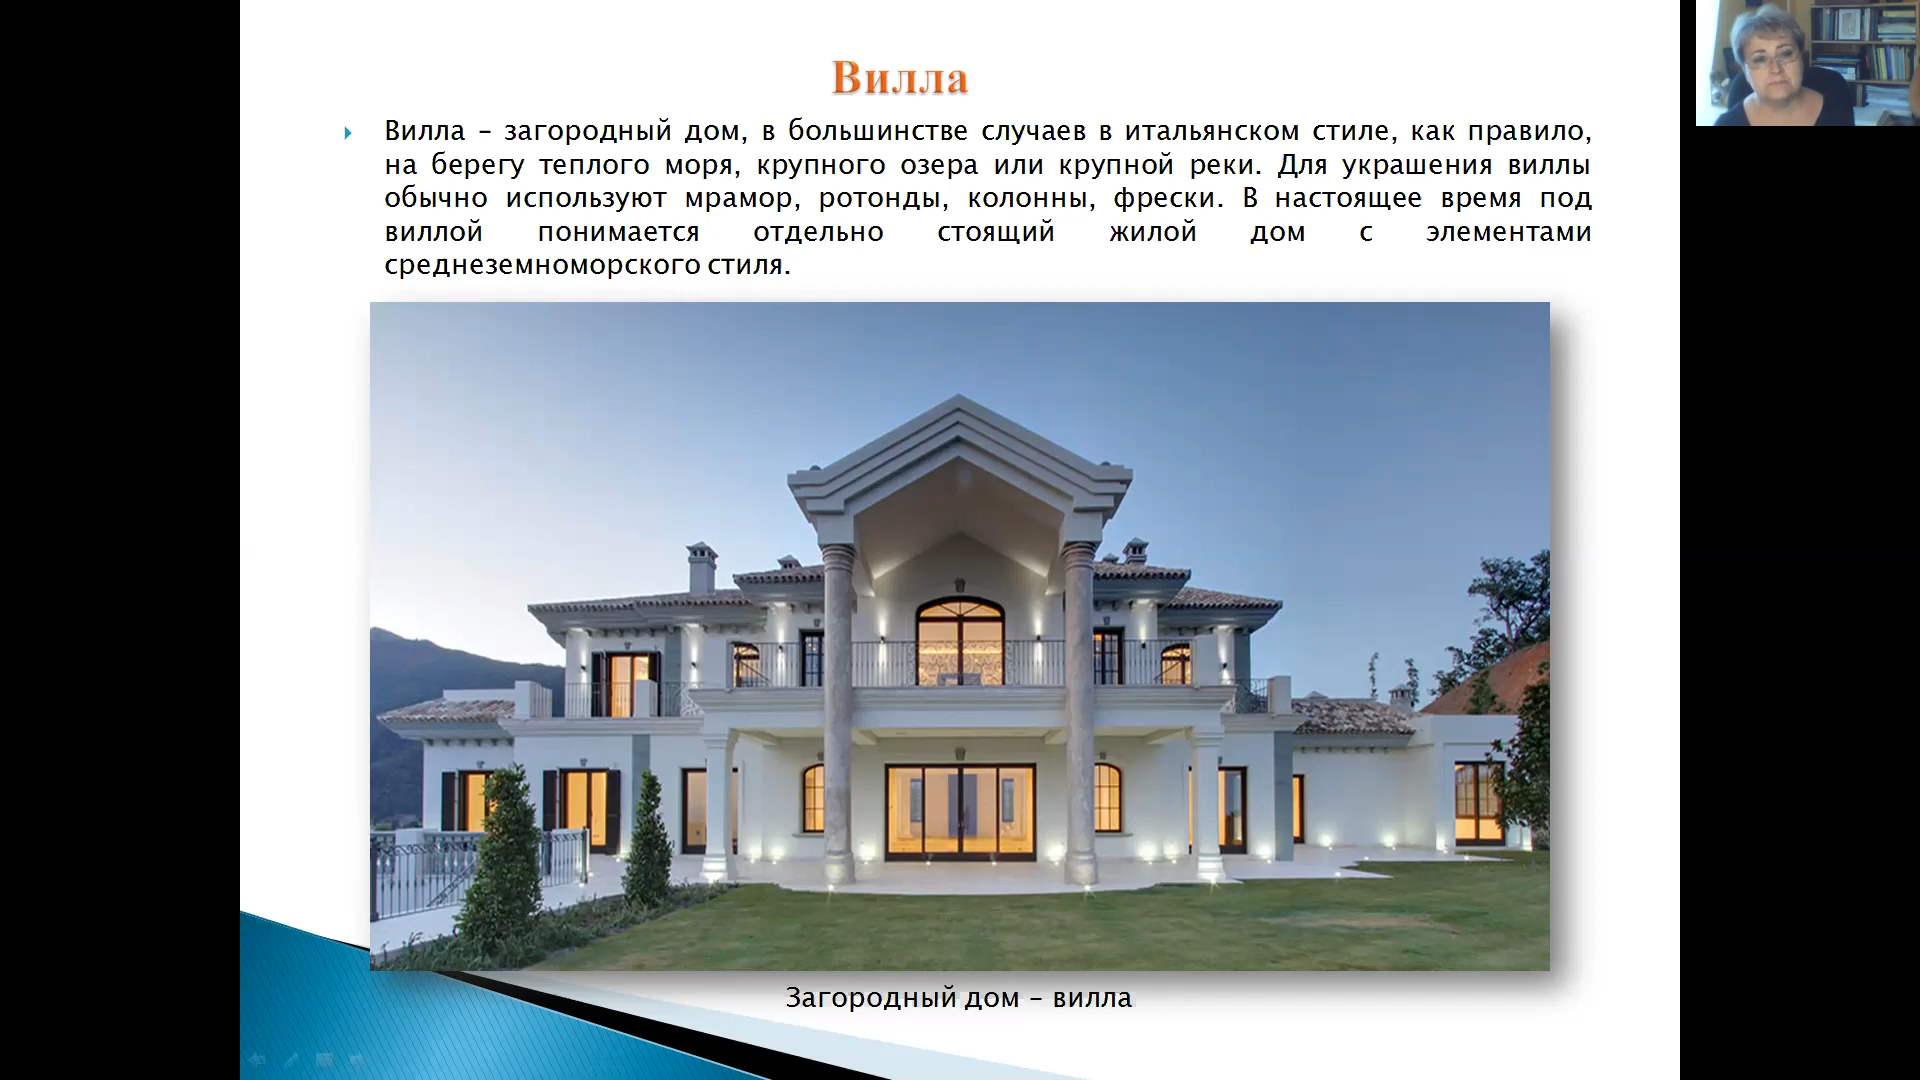 Вилла
Вилла – загородный дом, в большинстве случаев в итальянском стиле, как правило,
на берегу теплого моря, крупного озера или крупной реки. Для украшения виллы
обычно используют мрамор, ротонды, колонны, фрески. В настоящее время под
виллой понимается отдельно стоящий жилой дом с элементами
среднеземноморского стиля.
Загородный дом – вилла